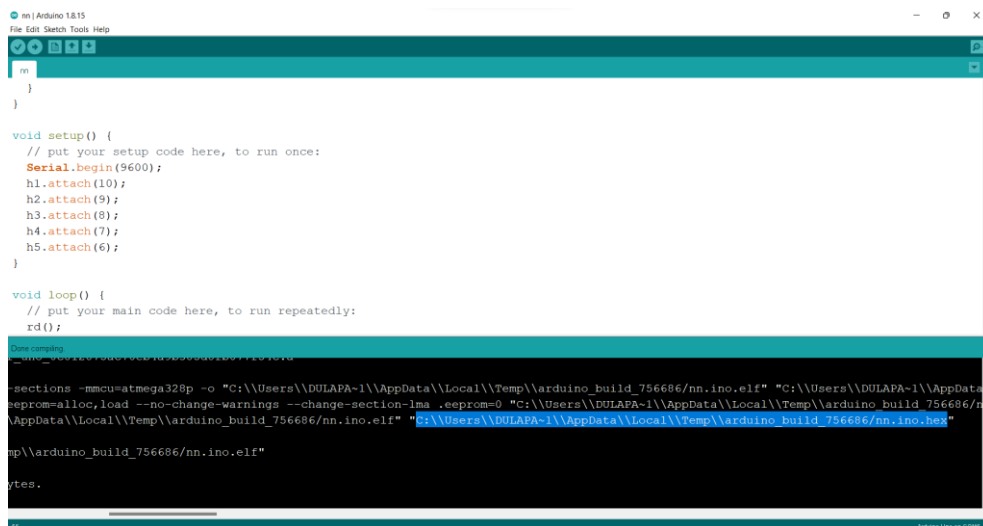 nn | Arduino 1.8.15
File Edit Sketch Tools Help
nn
}
}
void setup() {
// put your setup code here, to run once:
Serial.begin(9600);
h1.attach(10);
h2.attach(9);
h3.attach(8);
h4.attach(7);
h5.attach(6);
}
void loop() {
// put your main code here, to run repeatedly:
rd();
Done compiling.
-sections -mmcu=atmega328p -o "C:\\Users\\DULAPA~1\\AppData\\Local\\Temp\\arduino_build_756686/nn.ino.elf" "C:\\Users\\DULAPA~1\\AppData
eeprom=alloc,load --no-change-warnings --change-section-lma .eeprom=0 "C:\\Users\\DULAPA~1\\AppData\\Local\\Temp\\arduino_build_756686/n
\AppData\\Local\\Temp\\arduino_build_756686/nn.ino.elf" "C:\\Users\\DULAPA~1\\AppData\\Local\\Temp\\arduino_build_756686/nn.ino.hex"
mp\\arduino_build_756686/nn.ino.elf"
ytes.